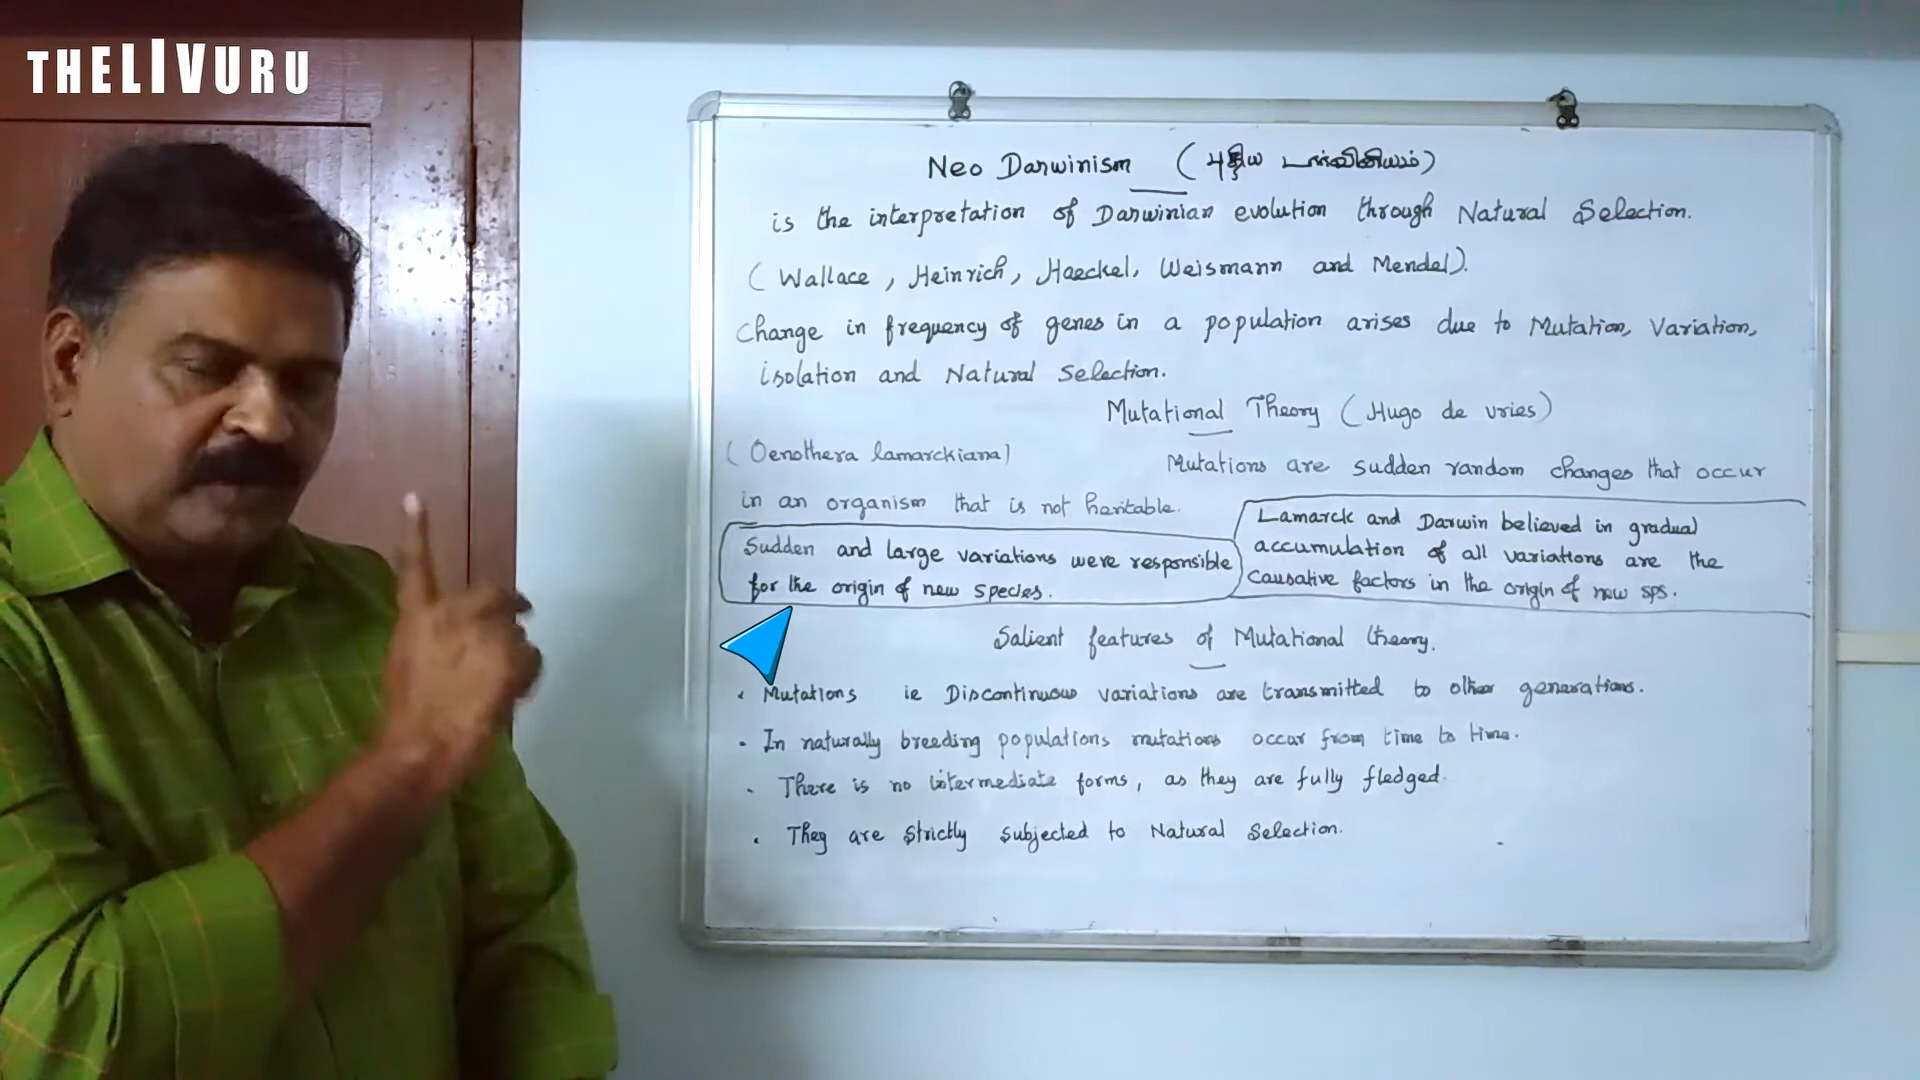 THELIVURU
Neo Darwinism (புதிய டார்வினியம்)
is the interpretation of Darwinian evolution through Natural Selection.
(Wallace, Heinrich, Haeckel, Weismann and Mendel).
Change in frequency of genes in a population arises due to Mutation, Variation,
isolation and Natural Selection.
Mutational Theory (Hugo de vries)
(Oenothera lamarckiana)
Mutations are sudden random changes that occur
in an organism that is not heritable.
Sudden and large variations were responsible
for the origin of new species.
Lamarck and Darwin believed in gradual
accumulation of all variations are the
causative factors in the origin of new sps.
Salient features of Mutational theory.
• Mutations ie Discontinuous variations are transmitted to other generations.
• In naturally breeding populations mutations occur from time to time.
• There is no intermediate forms, as they are fully fledged.
• They are strictly subjected to Natural Selection.